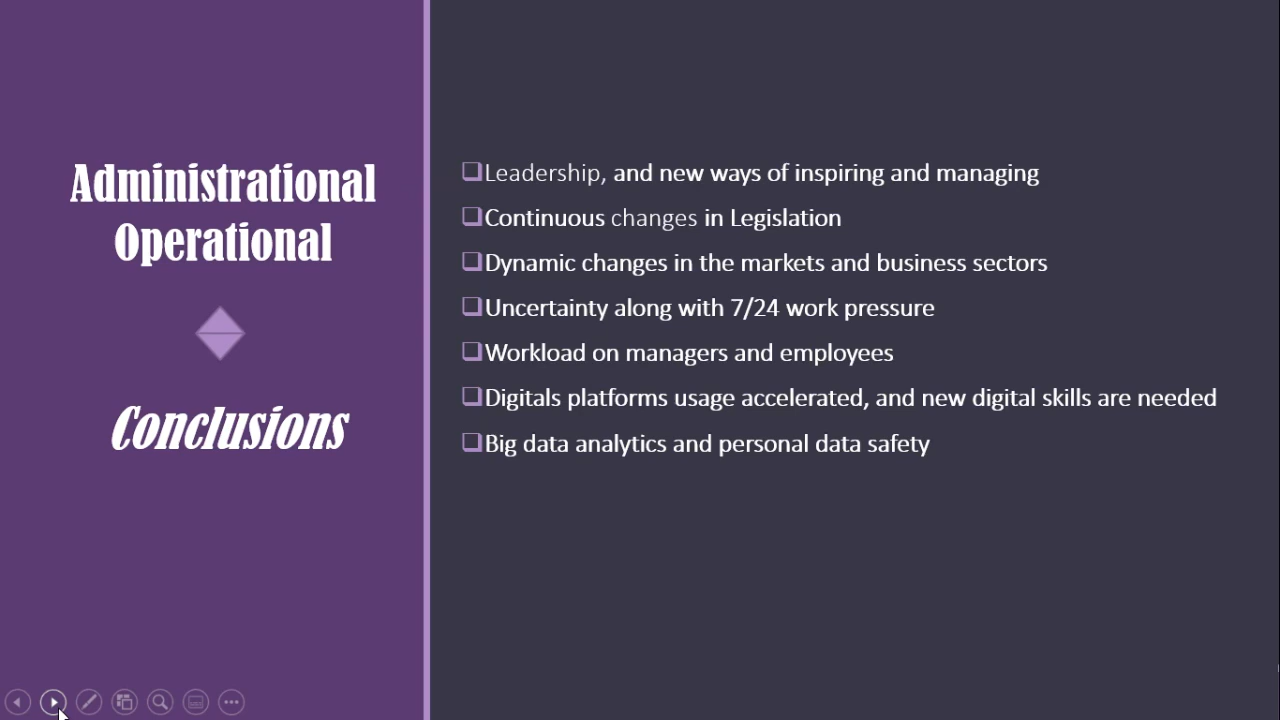 Administrational
Operational
Conclusions
Leadership, and new ways of inspiring and managing
Continuous changes in Legislation
Dynamic changes in the markets and business sectors
Uncertainty along with 7/24 work pressure
Workload on managers and employees
Digitals platforms usage accelerated, and new digital skills are needed
Big data analytics and personal data safety